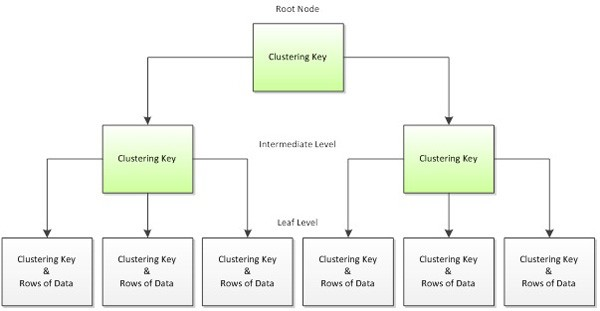 Root Node
Clustering Key
Intermediate Level
Clustering Key
Clustering Key
Leaf Level
Clustering Key
&
Rows of Data
Clustering Key
&
Rows of Data
Clustering Key
&
Rows of Data
Clustering Key
&
Rows of Data
Clustering Key
&
Rows of Data
Clustering Key
&
Rows of Data